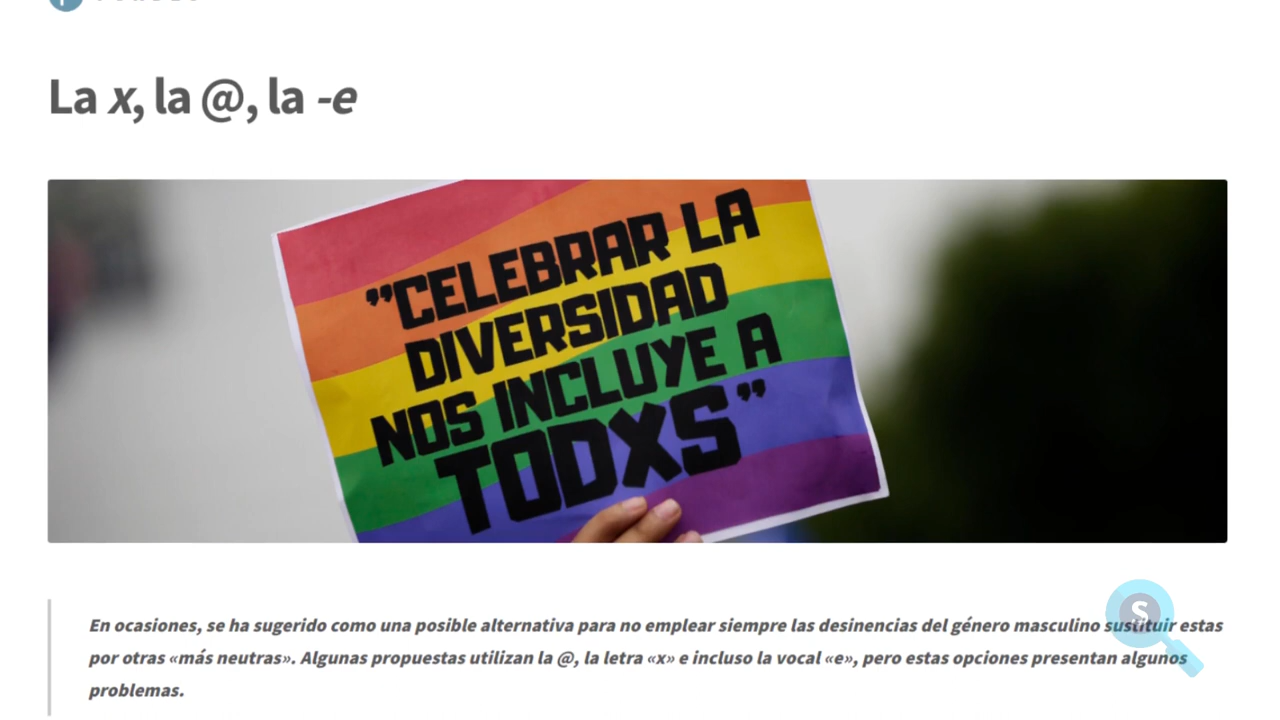 La x, la @, la -e
"CELEBRAR LA
DIVERSIDAD
NOS INCLUYE A
TODXS"
En ocasiones, se ha sugerido como una posible alternativa para no emplear siempre las desinencias del género masculino sustituir estas
por otras «más neutras». Algunas propuestas utilizan la @, la letra «x» e incluso la vocal «e», pero estas opciones presentan algunos
problemas.
S